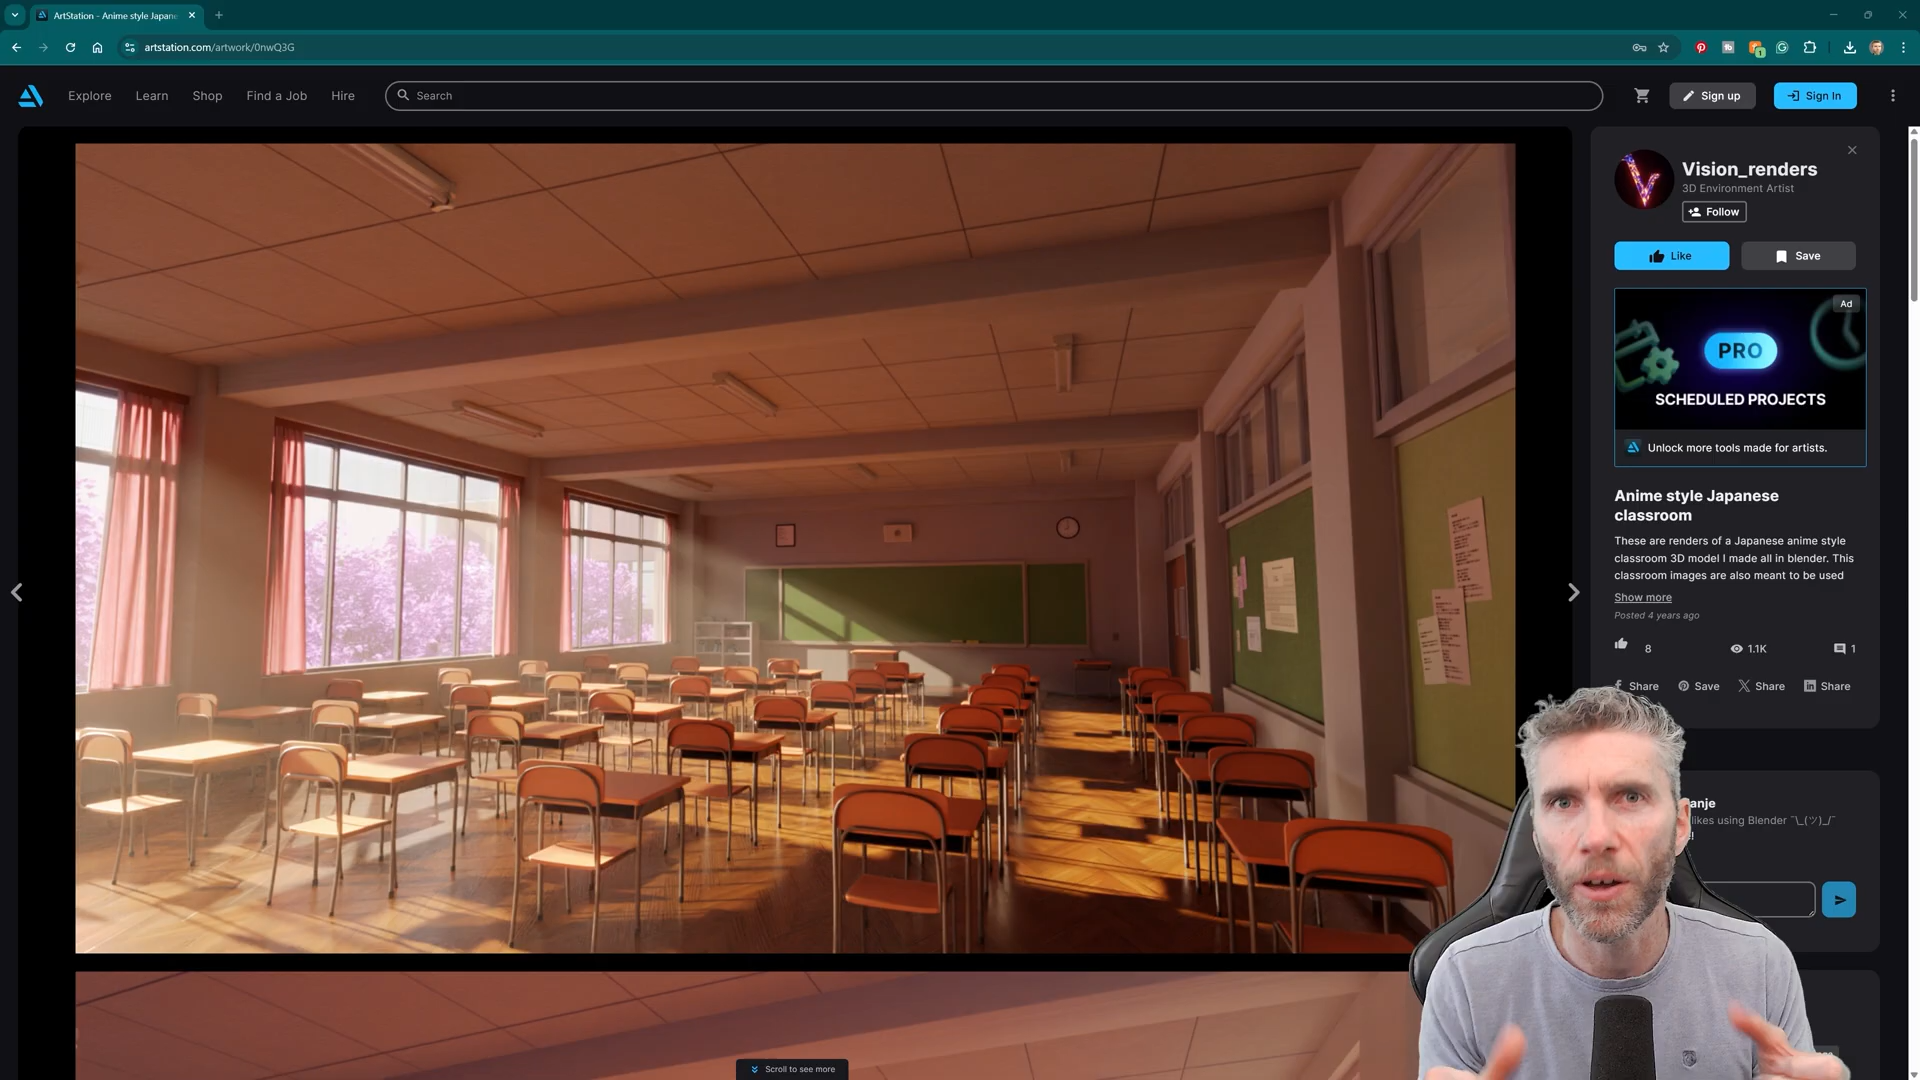 ArtStation - Anime style Japane
artstation.com/artwork/0nwQ3G
1
Explore
Learn
Shop
Find a Job
Hire
Search
Sign up
Sign In
Vision_renders
3D Environment Artist
Follow
Like
Save
Ad
PRO
SCHEDULED PROJECTS
Unlock more tools made for artists.
Anime style Japanese
classroom
These are renders of a Japanese anime style
classroom 3D model I made all in blender. This
classroom images are also meant to be used
Show more
Posted 4 years ago
8
1.1K
1
Share
Save
Share
Share
anje
likes using Blender ¯\_(ツ)_/¯
!
Scroll to see more